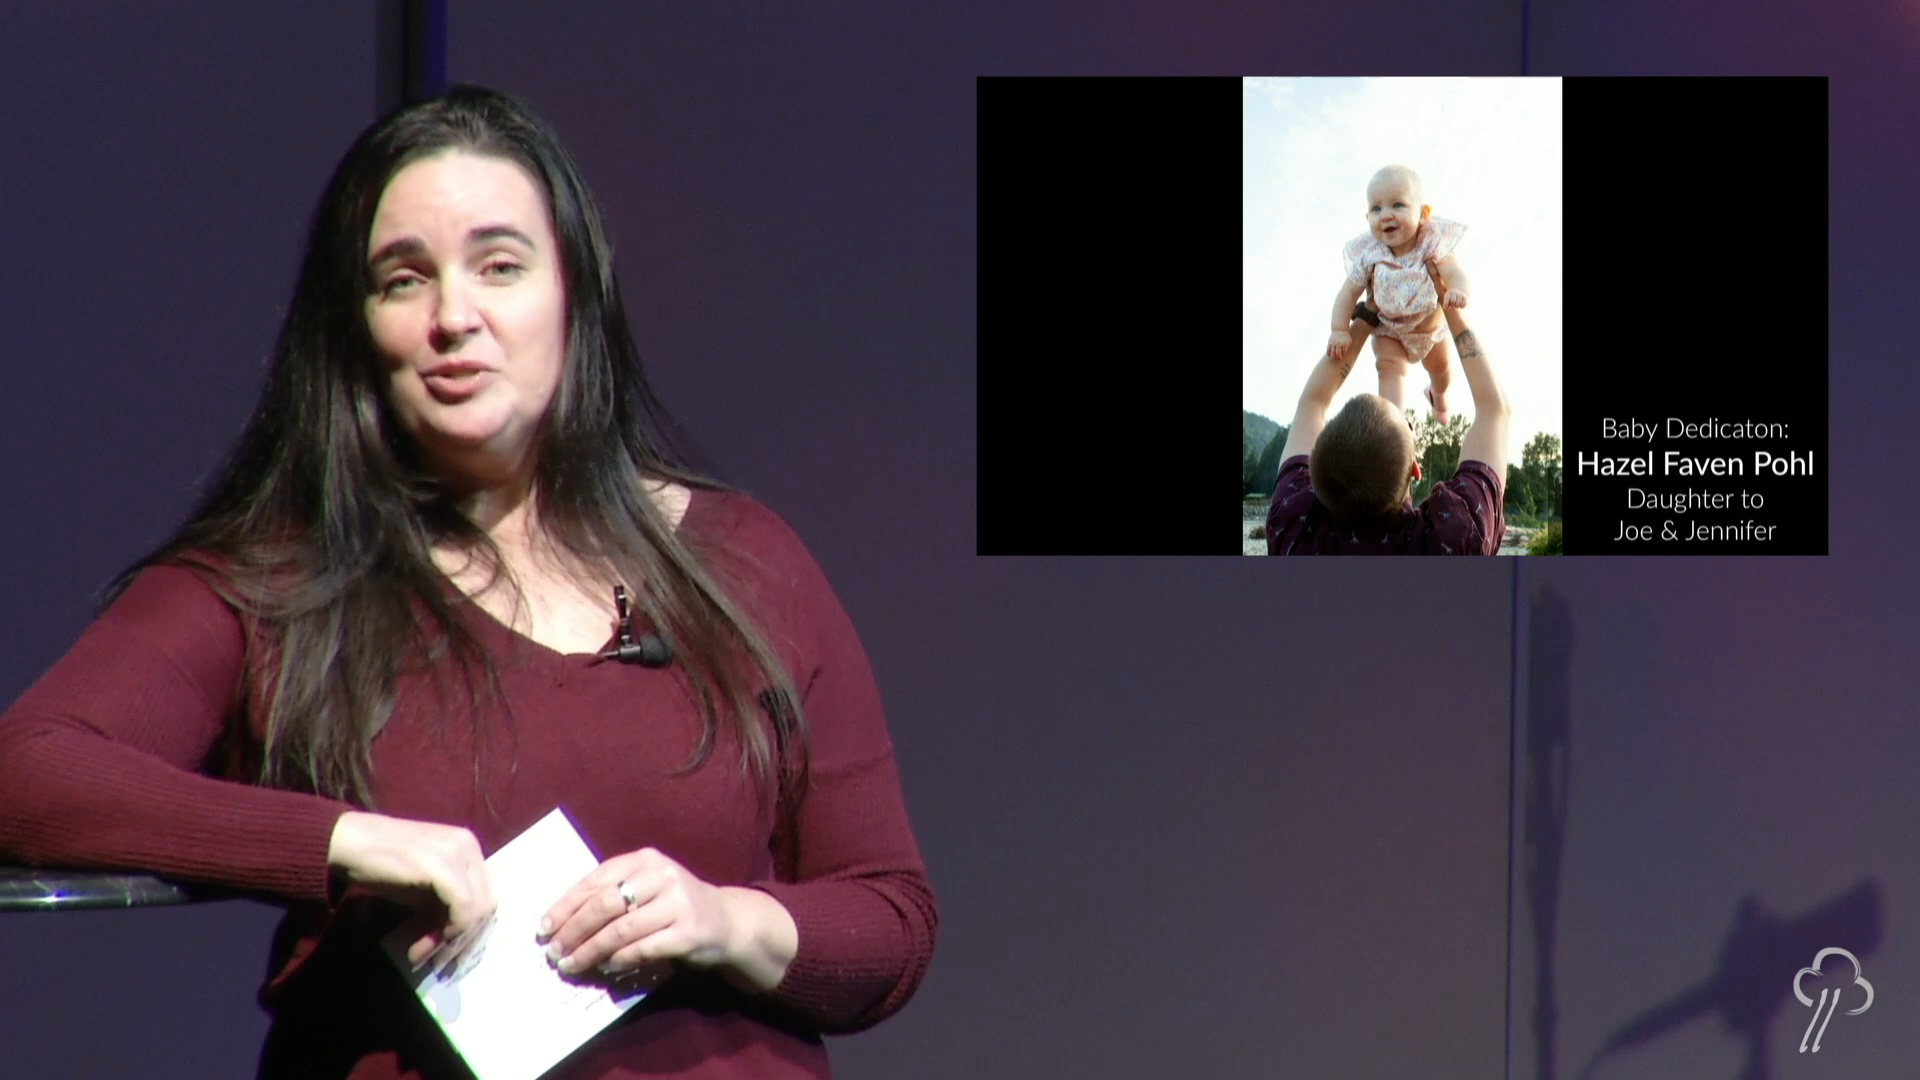 Baby Dedicaton:
Hazel Faven Pohl
Daughter to
Joe & Jennifer